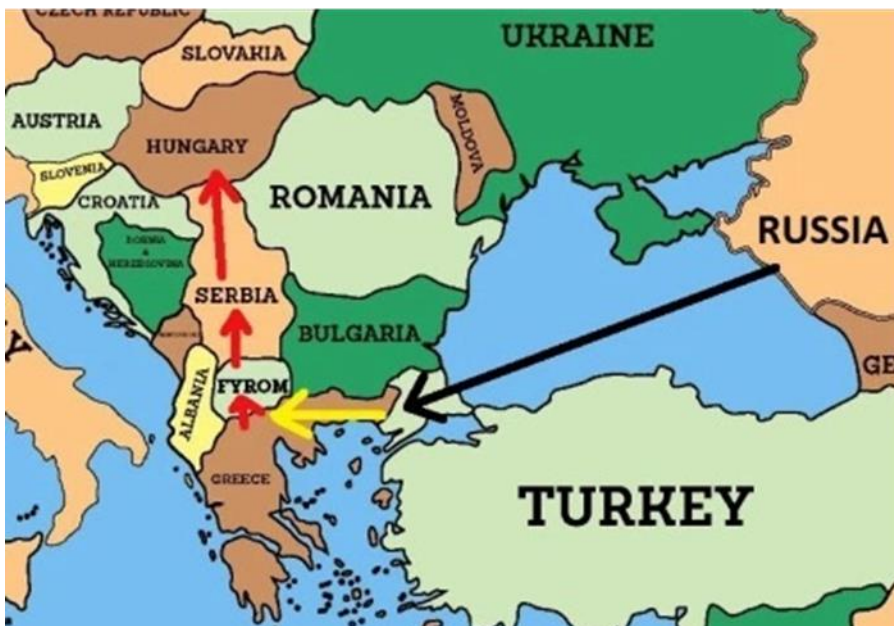 CZECH REPUBLIC
UKRAINE
SLOVAKIA
AUSTRIA
HUNGARY
MOLDOVA
SLOVENIA
CROATIA
ROMANIA
RUSSIA
HERZEGOVINA
SERBIA
BULGARIA
Y
GE
FYROM
ALBANIA
GREECE
TURKEY